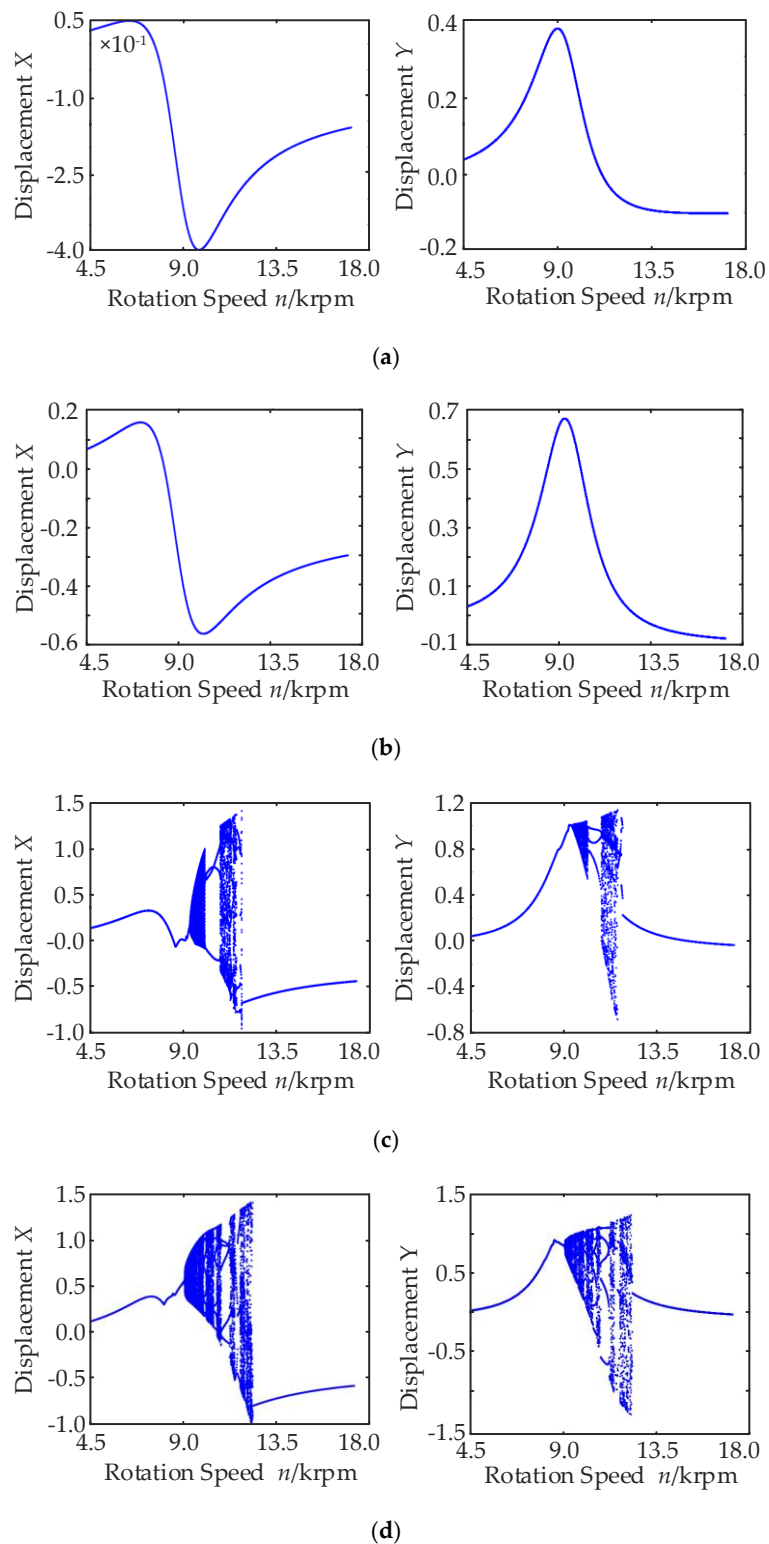 0.5
×10-1
-1.0
-2.5
-4.0
4.5 9.0 13.5 18.0
Displacement X
Rotation Speed n/krpm
0.4
0.2
0.0
-0.2
4.5 9.0 13.5 18.0
Displacement Y
Rotation Speed n/krpm
(a)
0.2
0.0
-0.2
-0.4
-0.6
4.5 9.0 13.5 18.0
Displacement X
Rotation Speed n/krpm
0.7
0.5
0.3
0.1
-0.1
4.5 9.0 13.5 18.0
Displacement Y
Rotation Speed n/krpm
(b)
1.5
1.0
0.5
-0.0
-0.5
-1.0
4.5 9.0 13.5 18.0
Displacement X
Rotation Speed n/krpm
1.2
0.8
0.4
0.0
-0.4
-0.8
4.5 9.0 13.5 18.0
Displacement Y
Rotation Speed n/krpm
(c)
1.5
1.0
0.5
0.0
-0.5
-1.0
4.5 9.0 13.5 18.0
Displacement X
Rotation Speed n/krpm
1.5
0.5
-0.5
-1.5
4.5 9.0 13.5 18.0
Displacement Y
Rotation Speed n/krpm
(d)